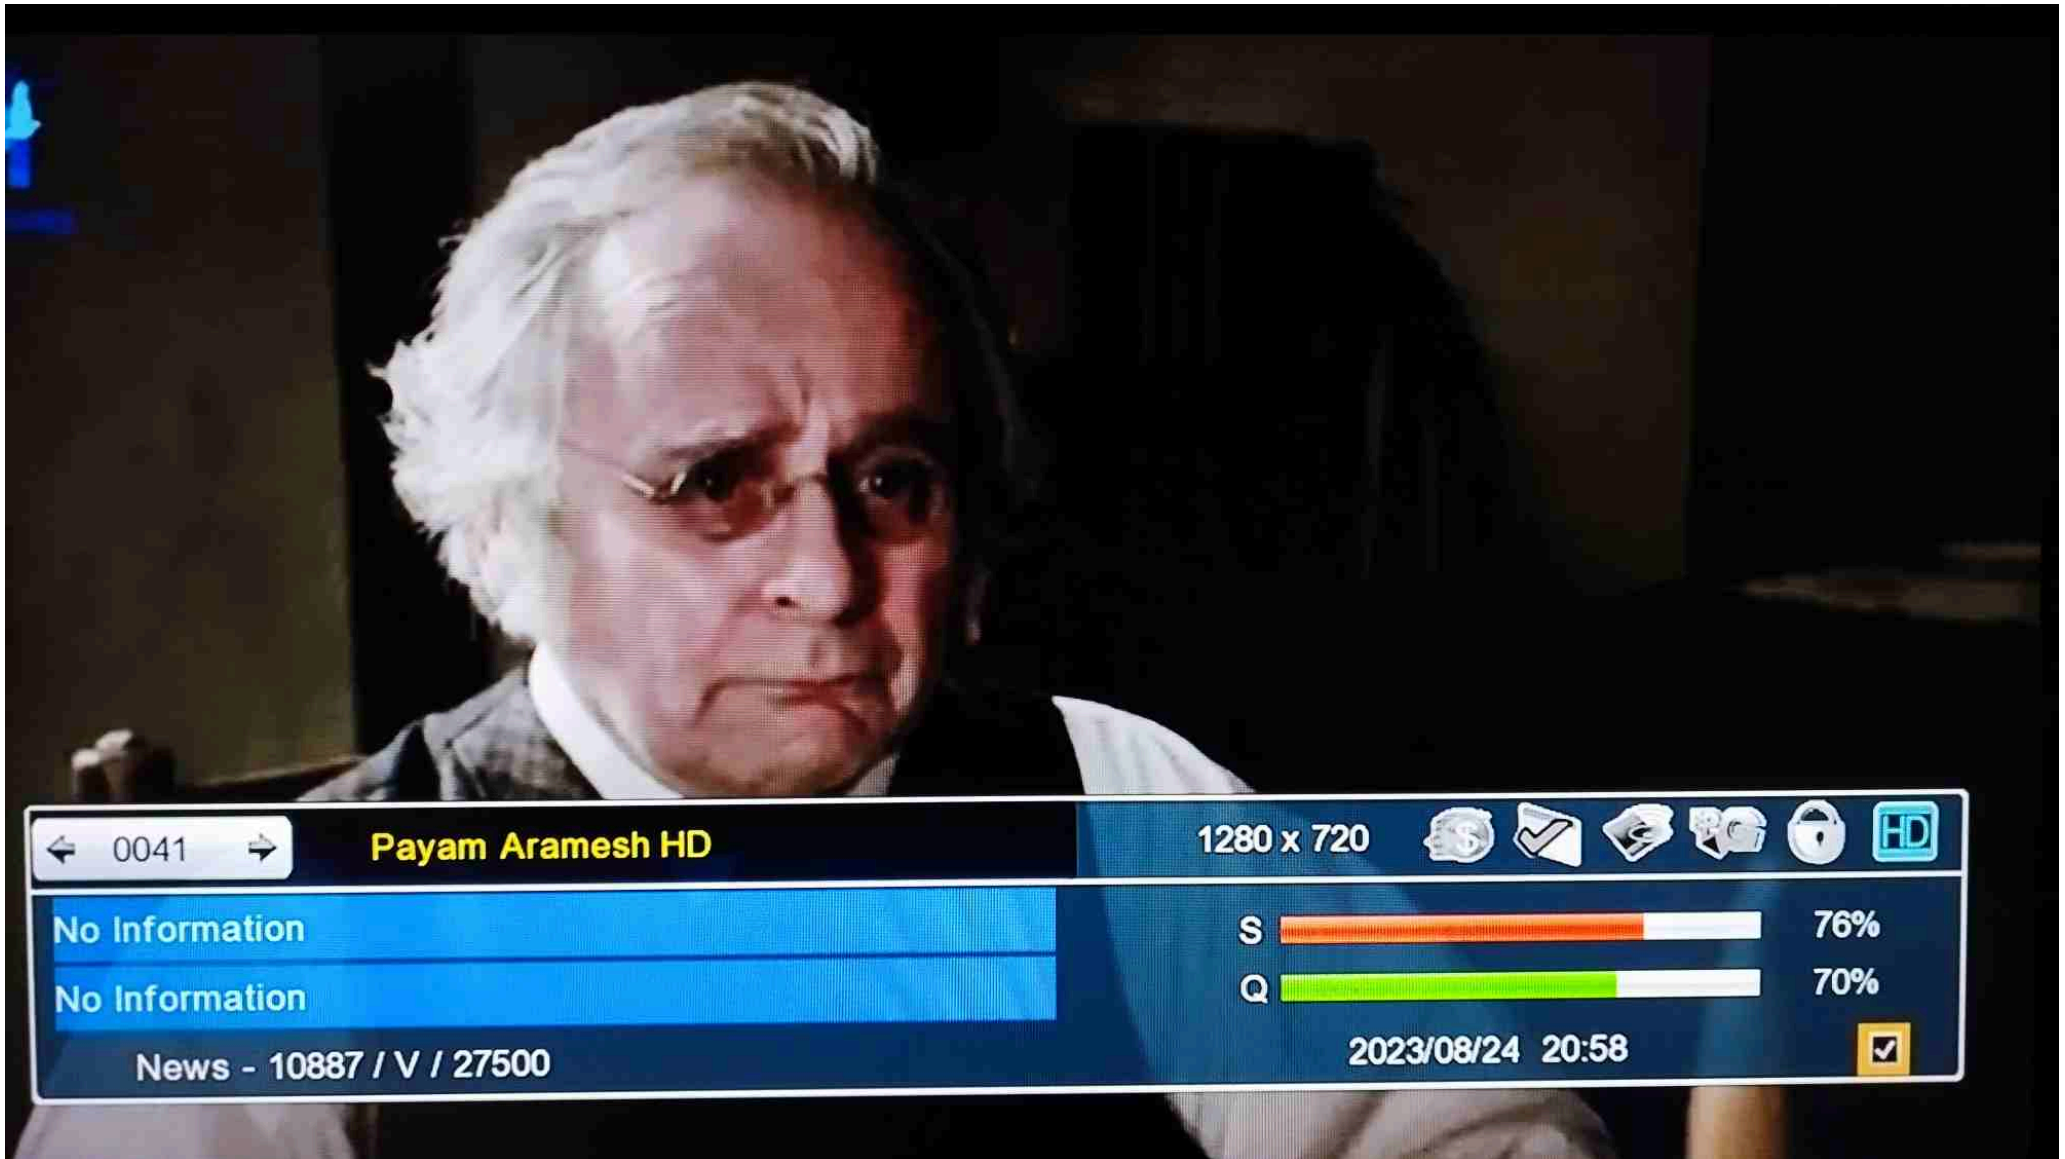 0041
Payam Aramesh HD
1280 x 720
HD
No Information
No Information
S 76%
Q 70%
News - 10887 / V / 27500
2023/08/24 20:58